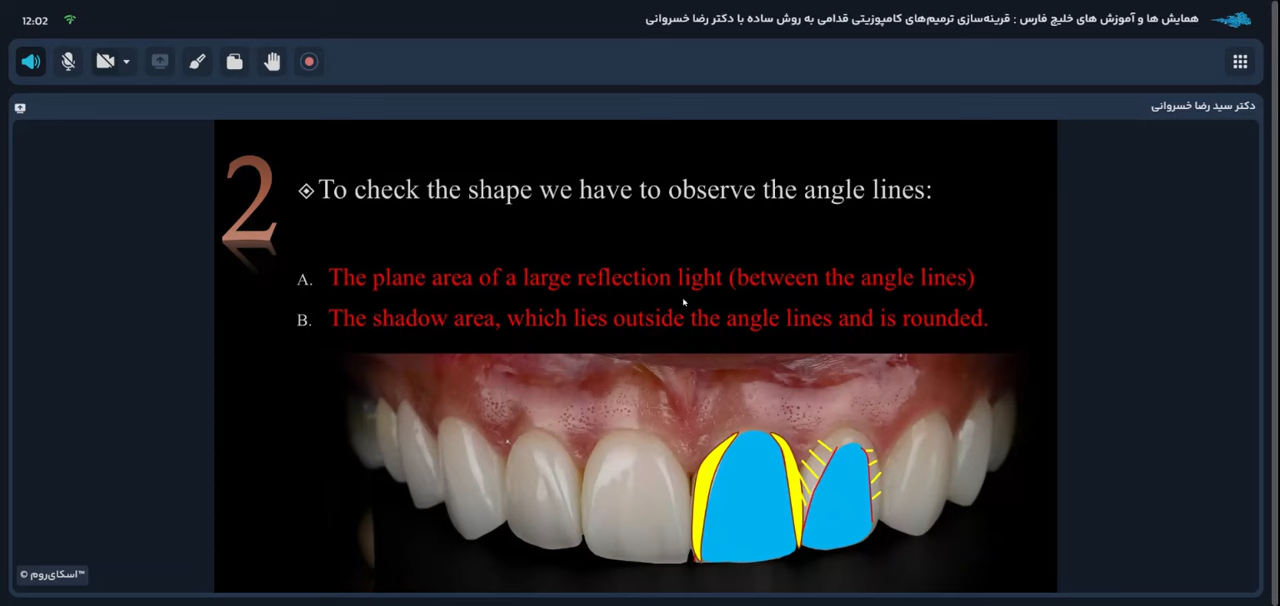 12:02
همایش ها و آموزش های خلیج فارس : قرینه‌سازی ترمیم‌های کامپوزیتی قدامی به روش ساده با دکتر رضا خسروانی
دکتر سید رضا خسروانی
2
To check the shape we have to observe the angle lines:
A. The plane area of a large reflection light (between the angle lines)
B. The shadow area, which lies outside the angle lines and is rounded.
© اسکای‌روم™